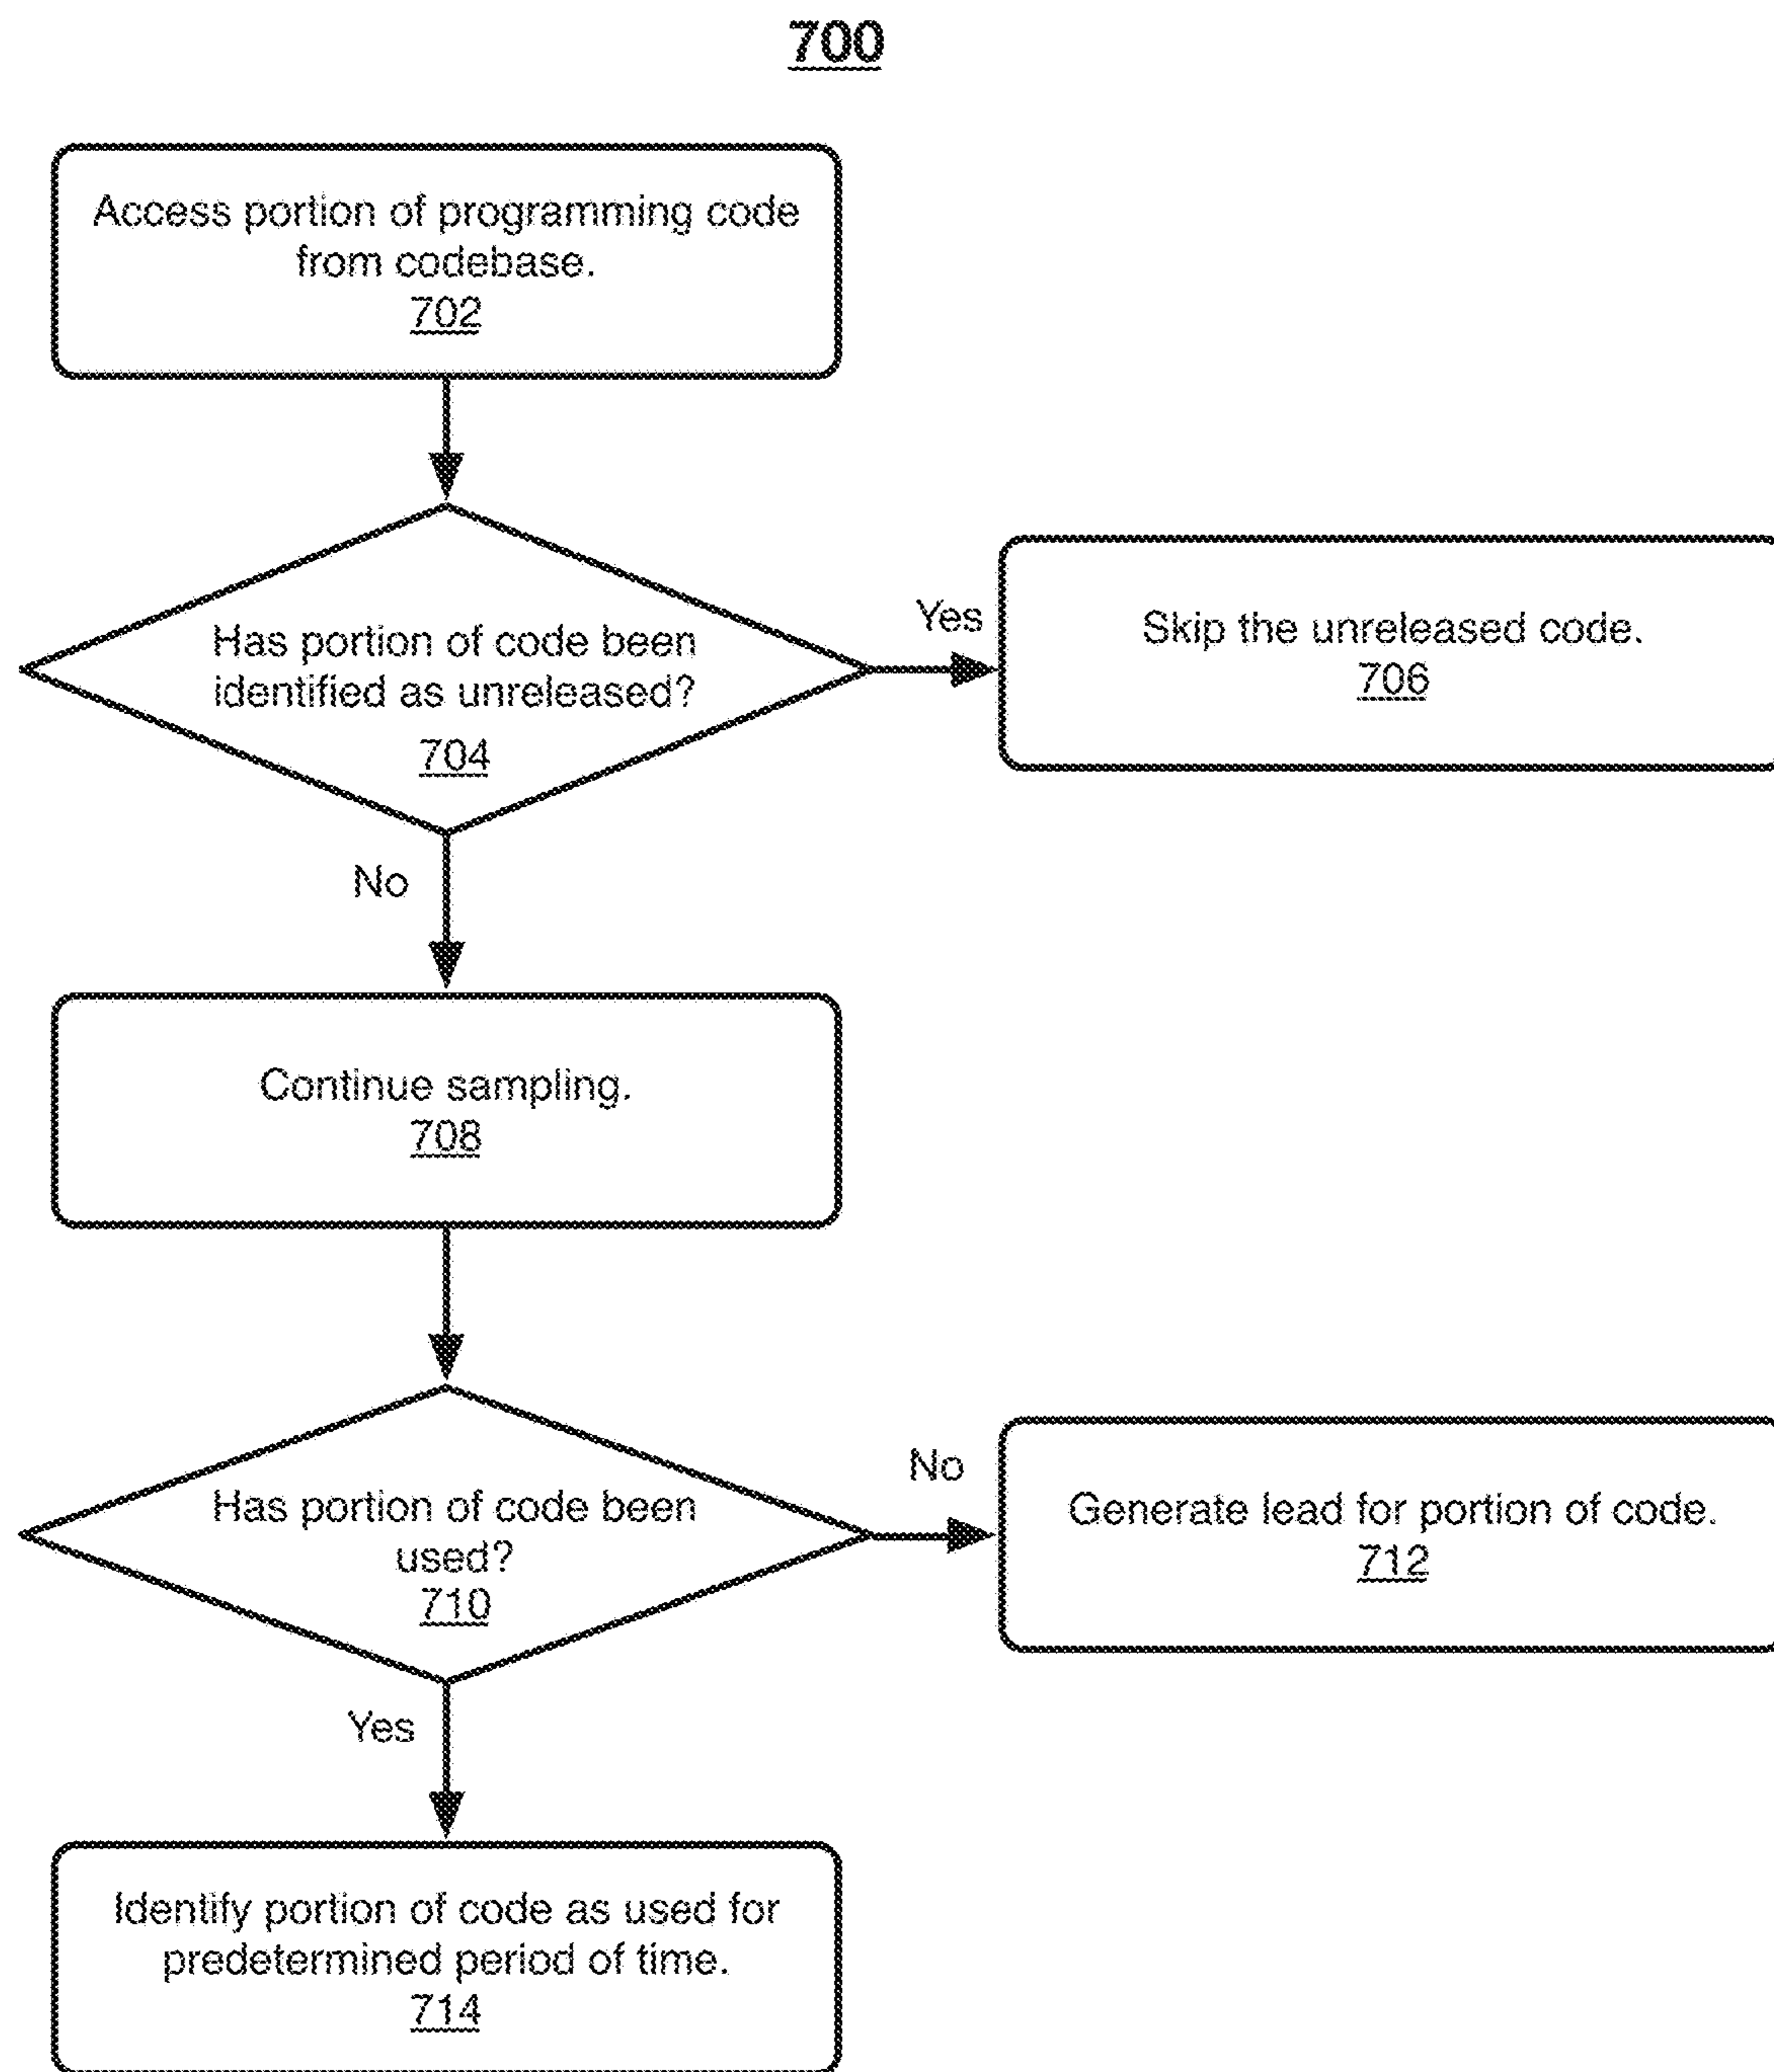 700
Access portion of programming code
from codebase.
702
Has portion of code been
identified as unreleased?
704
Yes
Skip the unreleased code.
706
No
Continue sampling.
708
Has portion of code been
used?
710
No
Generate lead for portion of code.
712
Yes
Identify portion of code as used for
predetermined period of time.
714